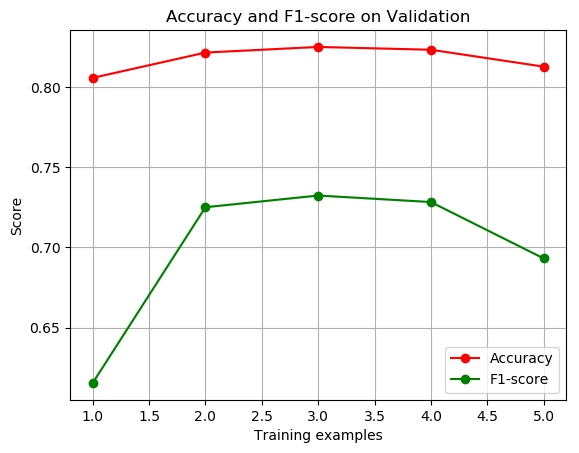 Accuracy and F1-score on Validation
Score
0.80
0.75
0.70
0.65
Accuracy
F1-score
1.0 1.5 2.0 2.5 3.0 3.5 4.0 4.5 5.0
Training examples